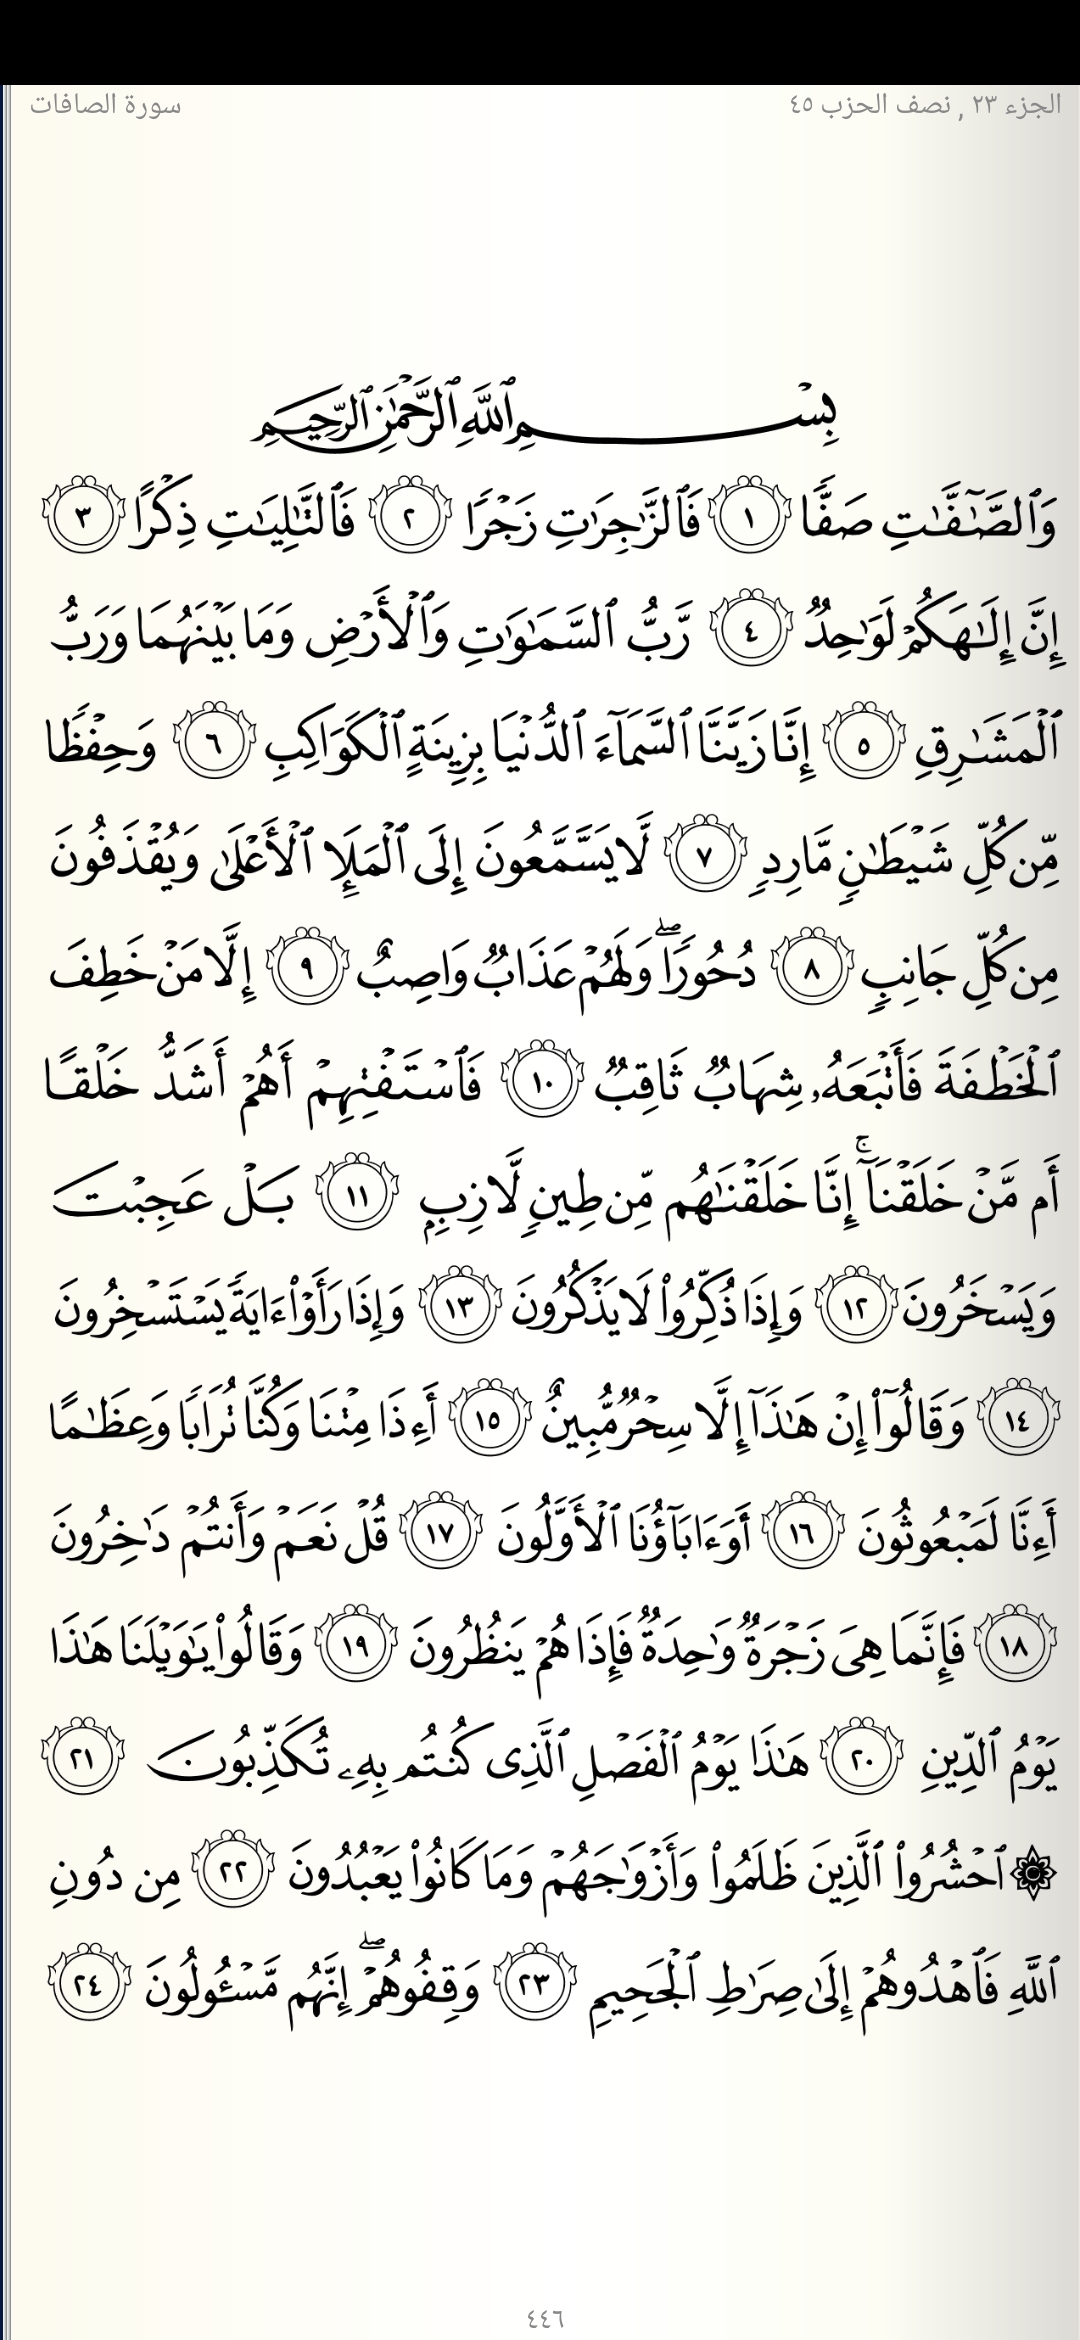 الجزء ٢٣ , نصف الحزب ٤٥
سورة الصافات
بِسْمِ ٱللَّهِ ٱلرَّحْمَٰنِ ٱلرَّحِيمِ
وَٱلصَّٰٓفَّٰتِ صَفًّا ١ فَٱلزَّٰجِرَٰتِ زَجْرًا ٢ فَٱلتَّٰلِيَٰتِ ذِكْرًا ٣
إِنَّ إِلَٰهَكُمْ لَوَٰحِدٌ ٤ رَّبُّ ٱلسَّمَٰوَٰتِ وَٱلْأَرْضِ وَمَا بَيْنَهُمَا وَرَبُّ
ٱلْمَشَٰرِقِ ٥ إِنَّا زَيَّنَّا ٱلسَّمَآءَ ٱلدُّنْيَا بِزِينَةٍ ٱلْكَوَاكِبِ ٦ وَحِفْظًا
مِّن كُلِّ شَيْطَٰنٍ مَّارِدٍ ٧ لَّا يَسَّمَّعُونَ إِلَى ٱلْمَلَإِ ٱلْأَعْلَىٰ وَيُقْذَفُونَ
مِن كُلِّ جَانِبٍ ٨ دُحُورًا ۖ وَلَهُمْ عَذَابٌ وَاصِبٌ ٩ إِلَّا مَنْ خَطِفَ
ٱلْخَطْفَةَ فَأَتْبَعَهُۥ شِهَابٌ ثَاقِبٌ ١٠ فَٱسْتَفْتِهِمْ أَهُمْ أَشَدُّ خَلْقًا
أَم مَّنْ خَلَقْنَآ ۚ إِنَّا خَلَقْنَٰهُم مِّن طِينٍ لَّازِبٍ ١١ بَلْ عَجِبْتَ
وَيَسْخَرُونَ ١٢ وَإِذَا ذُكِّرُوا۟ لَا يَذْكُرُونَ ١٣ وَإِذَا رَأَوْا۟ ءَايَةً يَسْتَسْخِرُونَ
١٤ وَقَالُوٓا۟ إِنْ هَٰذَآ إِلَّا سِحْرٌ مُّبِينٌ ١٥ أَءِذَا مِتْنَا وَكُنَّا تُرَابًا وَعِظَٰمًا
أَءِنَّا لَمَبْعُوثُونَ ١٦ أَوَءَابَآؤُنَا ٱلْأَوَّلُونَ ١٧ قُلْ نَعَمْ وَأَنتُمْ دَٰخِرُونَ
١٨ فَإِنَّمَا هِىَ زَجْرَةٌ وَٰحِدَةٌ فَإِذَا هُمْ يَنظُرُونَ ١٩ وَقَالُوا۟ يَٰوَيْلَنَا هَٰذَا
يَوْمُ ٱلدِّينِ ٢٠ هَٰذَا يَوْمُ ٱلْفَصْلِ ٱلَّذِى كُنتُم بِهِۦ تُكَذِّبُونَ ٢١
۞ ٱحْشُرُوا۟ ٱلَّذِينَ ظَلَمُوا۟ وَأَزْوَٰجَهُمْ وَمَا كَانُوا۟ يَعْبُدُونَ ٢٢ مِن دُونِ
ٱللَّهِ فَٱهْدُوهُمْ إِلَىٰ صِرَٰطِ ٱلْجَحِيمِ ٢٣ وَقِفُوهُمْ ۖ إِنَّهُم مَّسْـُٔولُونَ ٢٤
٤٤٦